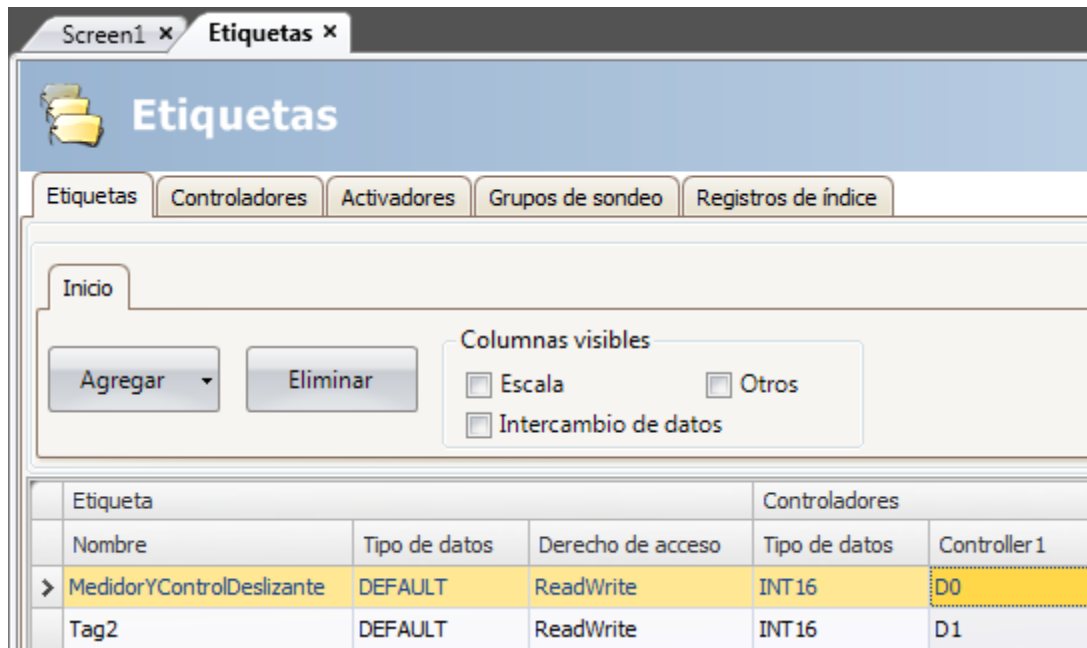 Screen1 × Etiquetas ×
Etiquetas
Etiquetas Controladores Activadores Grupos de sondeo Registros de índice
Inicio
Columnas visibles
Agregar Eliminar Escala Otros
Intercambio de datos
Etiqueta Controladores
Nombre Tipo de datos Derecho de acceso Tipo de datos Controller1
MedidorYControlDeslizante DEFAULT ReadWrite INT16 D0
Tag2 DEFAULT ReadWrite INT16 D1